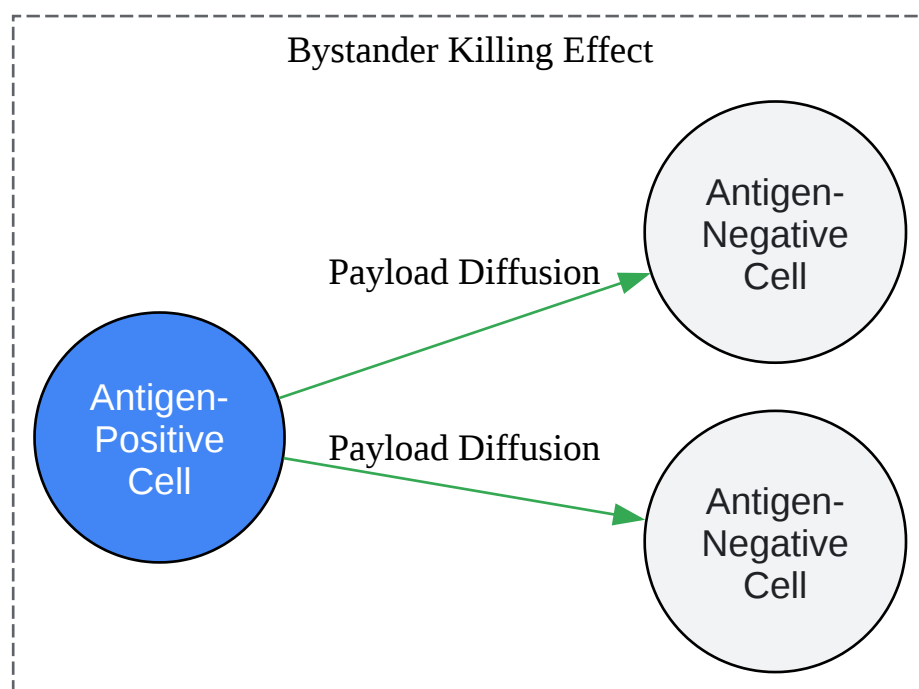 Bystander Killing Effect
Antigen-
Negative
Cell
Payload Diffusion
Antigen-
Positive
Cell
Payload Diffusion
Antigen-
Negative
Cell